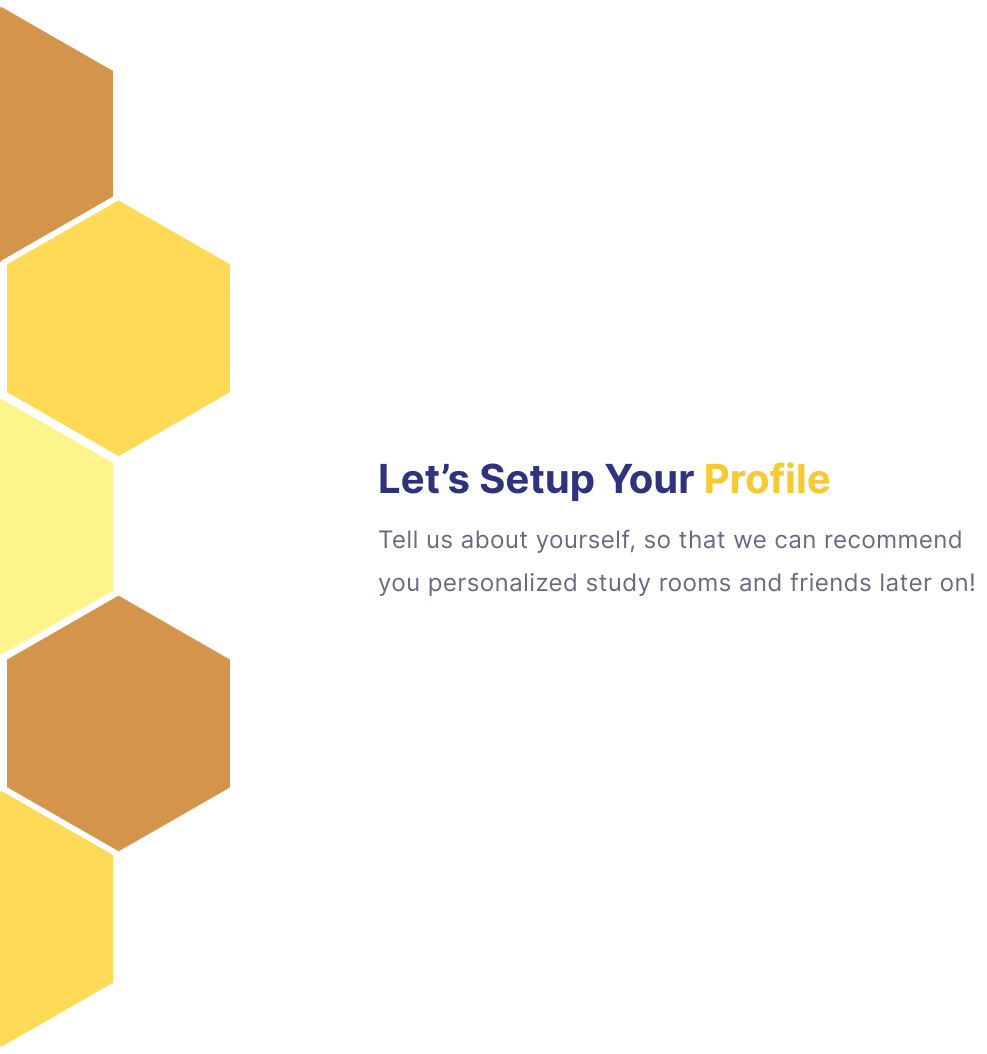 Let’s Setup Your Profile
Tell us about yourself, so that we can recommend
you personalized study rooms and friends later on!